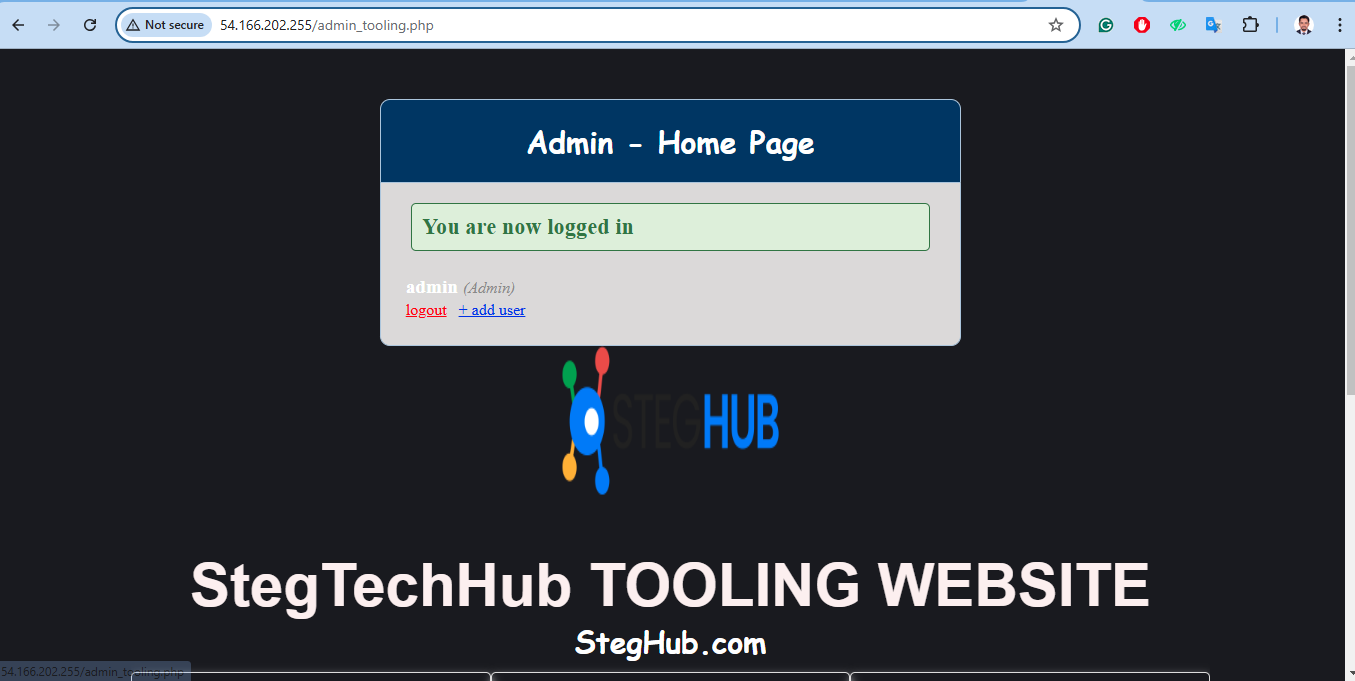 Not secure 54.166.202.255/admin_tooling.php
Admin - Home Page
You are now logged in
admin (Admin)
logout + add user
STEGHUB
StegTechHub TOOLING WEBSITE
StegHub.com
54.166.202.255/admin_tooling.php